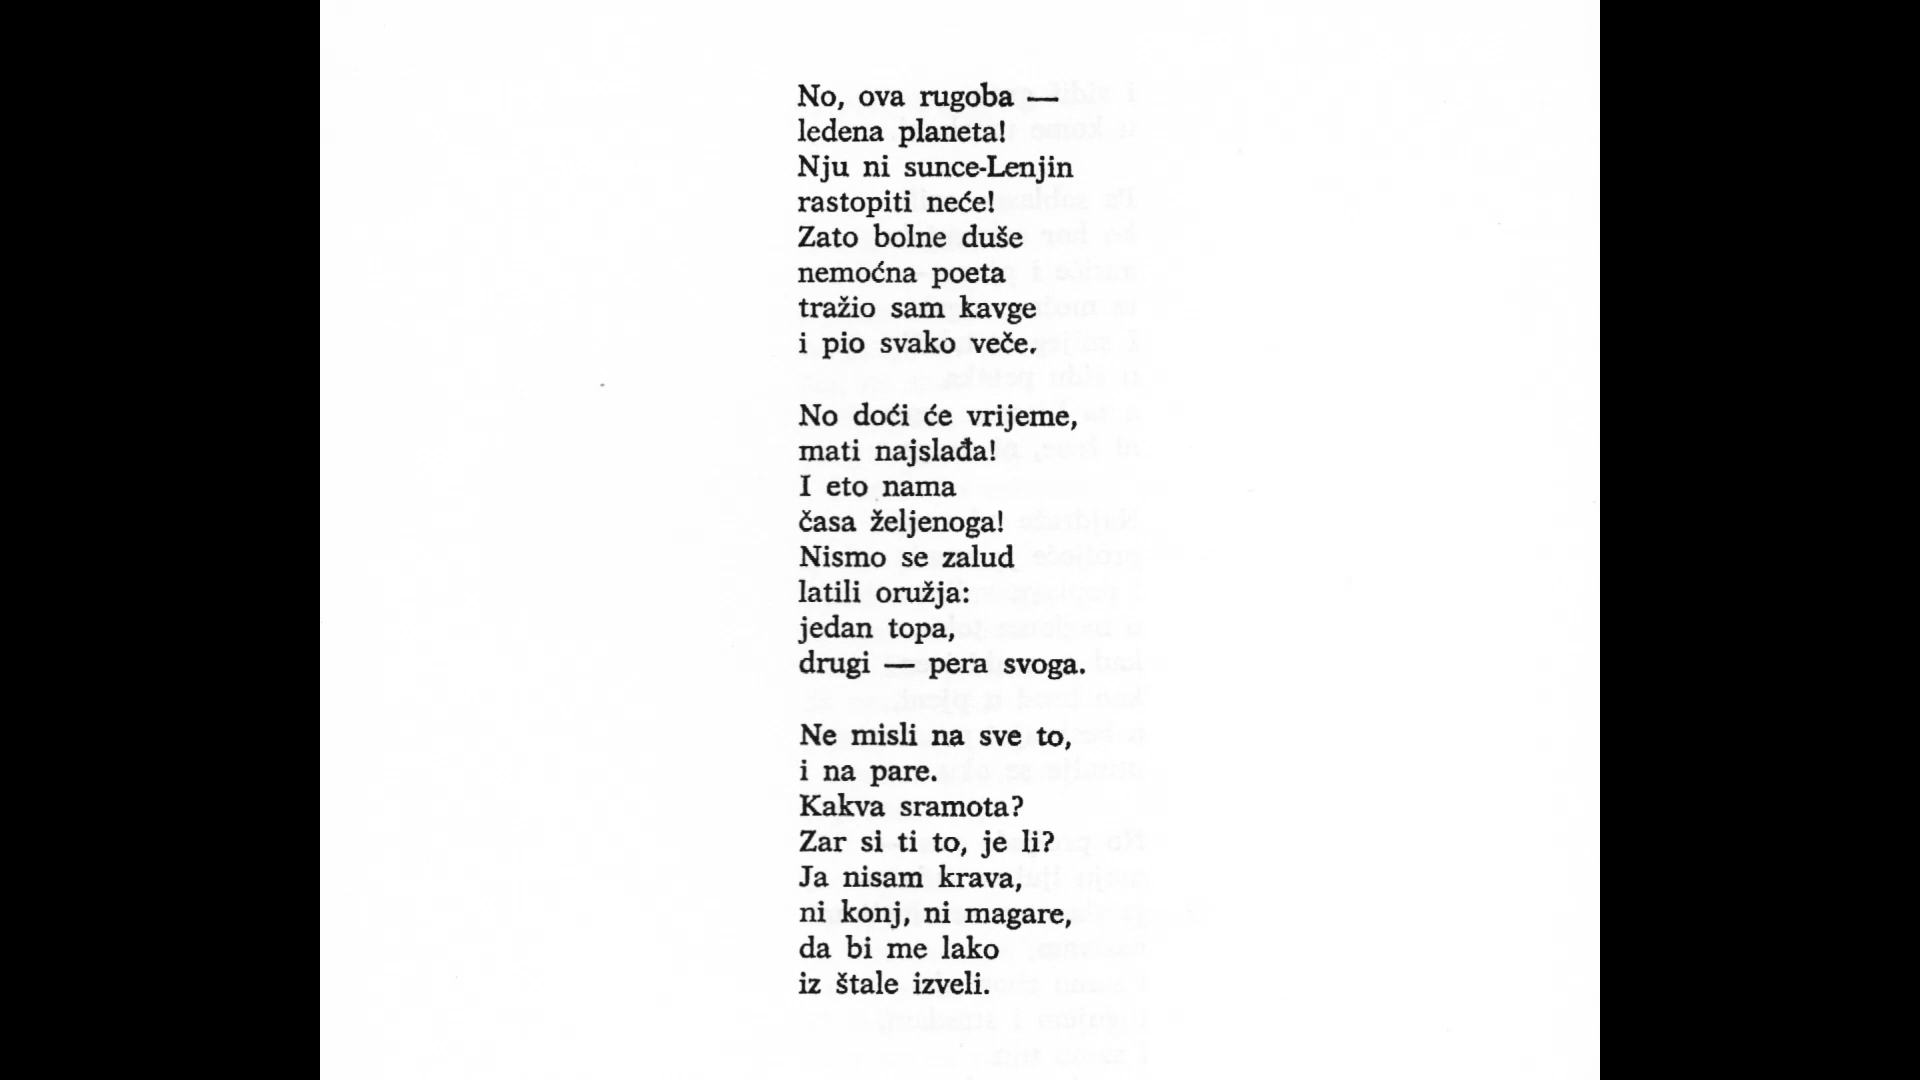 No, ova rugoba —
ledena planeta!
Nju ni sunce-Lenjin
rastopiti neće!
Zato bolne duše
nemoćna poeta
tražio sam kavge
i pio svako veče.

No doći će vrijeme,
mati najslađa!
I eto nama
časa željenoga!
Nismo se zalud
latili oružja:
jedan topa,
drugi — pera svoga.

Ne misli na sve to,
i na pare.
Kakva sramota?
Zar si ti to, je li?
Ja nisam krava,
ni konj, ni magare,
da bi me lako
iz štale izveli.